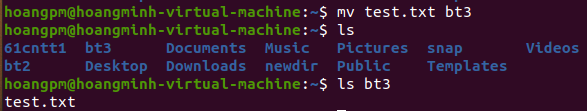 hoangpm@hoangminh-virtual-machine:~$ mv test.txt bt3
hoangpm@hoangminh-virtual-machine:~$ ls
61cntt1 bt3 Documents Music Pictures snap Videos
bt2 Desktop Downloads newdir Public Templates
hoangpm@hoangminh-virtual-machine:~$ ls bt3
test.txt